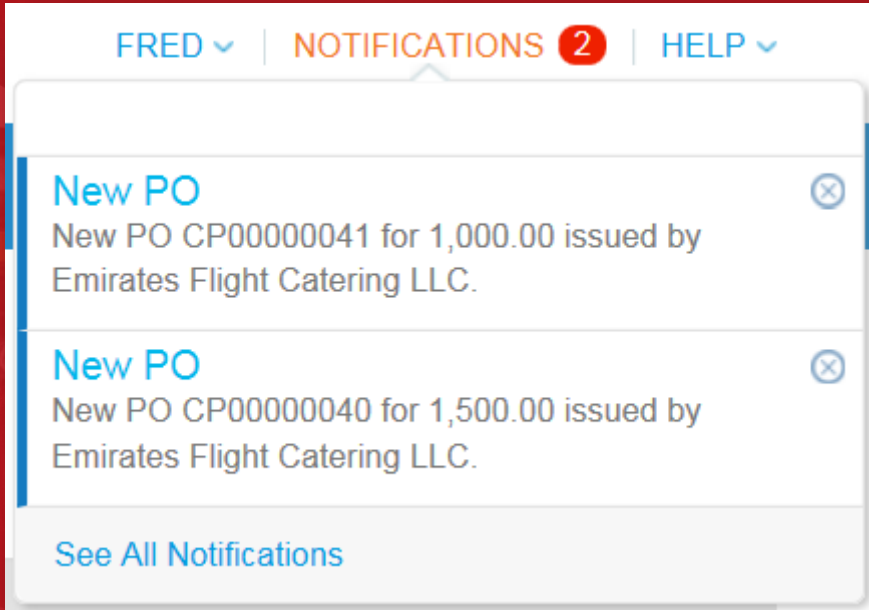 FRED NOTIFICATIONS 2 HELP
New PO
New PO CP00000041 for 1,000.00 issued by
Emirates Flight Catering LLC.
New PO
New PO CP00000040 for 1,500.00 issued by
Emirates Flight Catering LLC.
See All Notifications